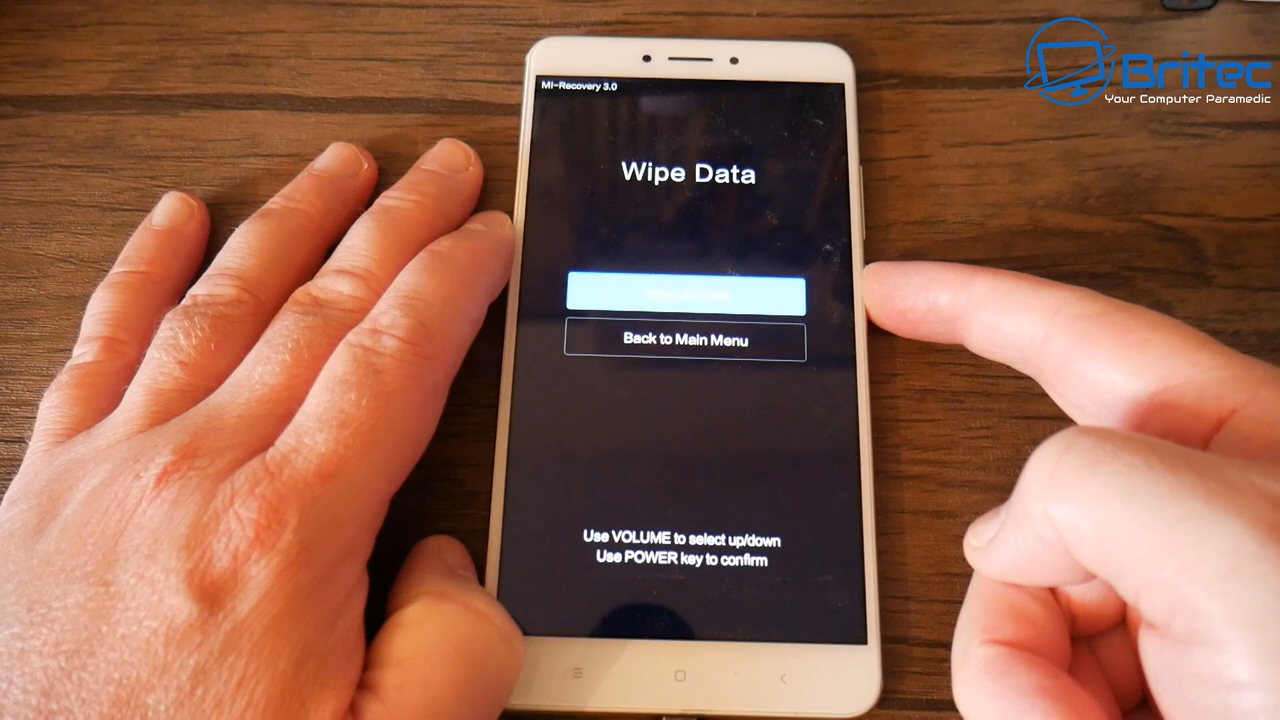 MI-Recovery 3.0
Britec
Your Computer Paramedic
Wipe Data
Back to Main Menu
Use VOLUME to select up/down
Use POWER key to confirm